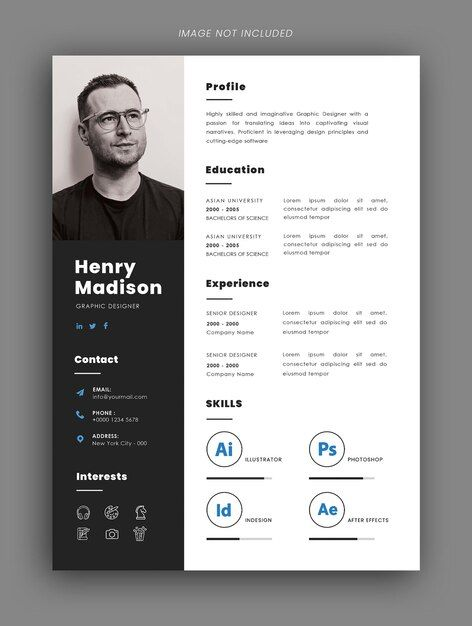 IMAGE NOT INCLUDED
Henry
Madison
GRAPHIC DESIGNER
in
f
Contact
EMAIL:
info@yourmail.com
PHONE :
+0000 1234 5678
ADDRESS:
New York City - 000
Interests
Profile
Highly skilled and imaginative Graphic Designer with a
passion for translating ideas into captivating visual
narratives. Proficient in leveraging design principles and
cutting-edge software
Education
ASIAN UNIVERSITY
2000 - 2005
BACHELORS OF SCIENCE
Lorem ipsum dolor sit amet,
consectetur adipiscing elit sed do
eiusmod tempor
ASIAN UNIVERSITY
2000 - 2005
BACHELORS OF SCIENCE
Lorem ipsum dolor sit amet,
consectetur adipiscing elit sed do
eiusmod tempor
Experience
SENIOR DESIGNER
2000 - 2000
Company Name
Lorem ipsum dolor sit amet,
consectetur adipiscing elit sed do
eiusmod tempor
SENIOR DESIGNER
2000 - 2000
Company Name
Lorem ipsum dolor sit amet,
consectetur adipiscing elit sed do
eiusmod tempor
SKILLS
Ai ILLUSTRATOR
Ps PHOTOSHOP
Id INDESIGN
Ae AFTER EFFECTS